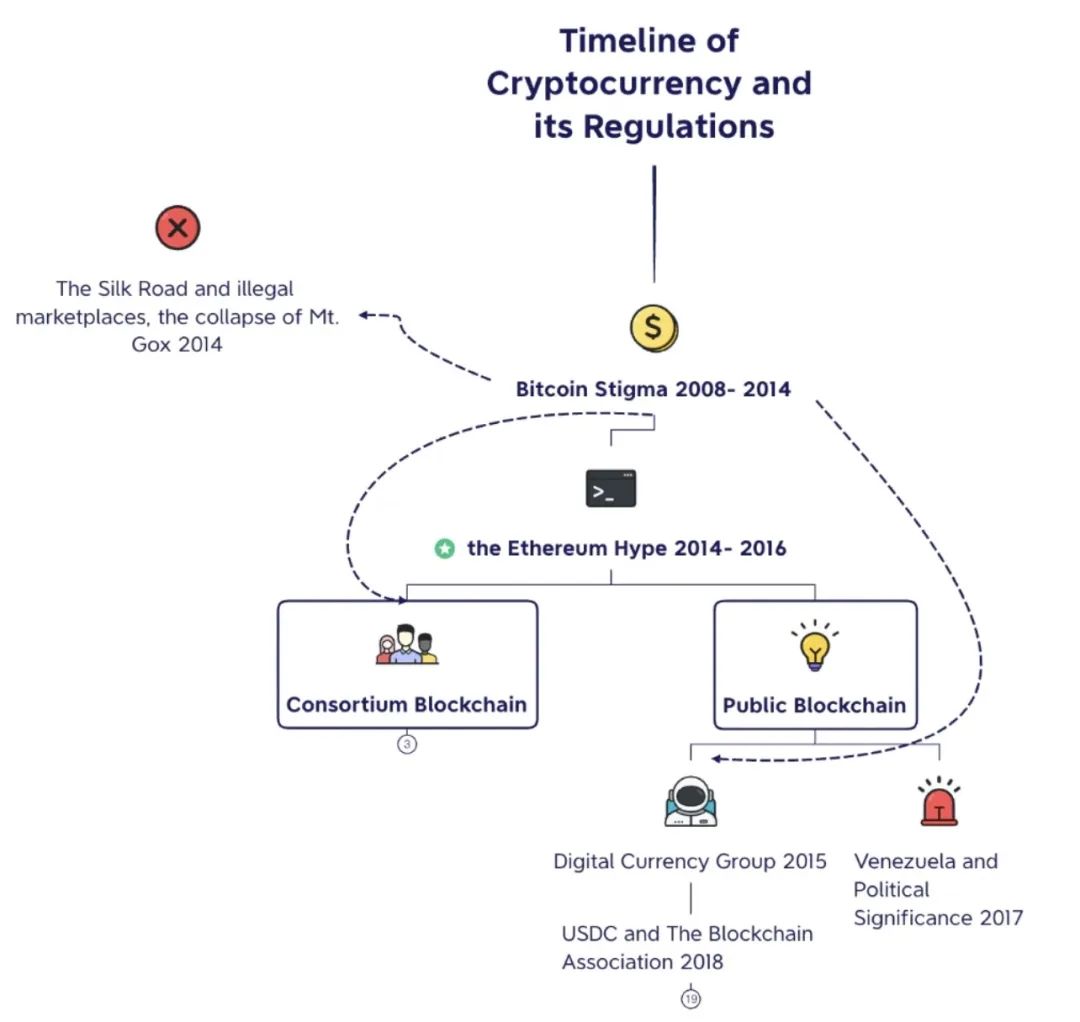 Timeline of
Cryptocurrency and
its Regulations
The Silk Road and illegal
marketplaces, the collapse of Mt.
Gox 2014
$
Bitcoin Stigma 2008- 2014
>_
the Ethereum Hype 2014- 2016
Consortium Blockchain
3
Public Blockchain
Digital Currency Group 2015
Venezuela and
Political
Significance 2017
USDC and The Blockchain
Association 2018
19